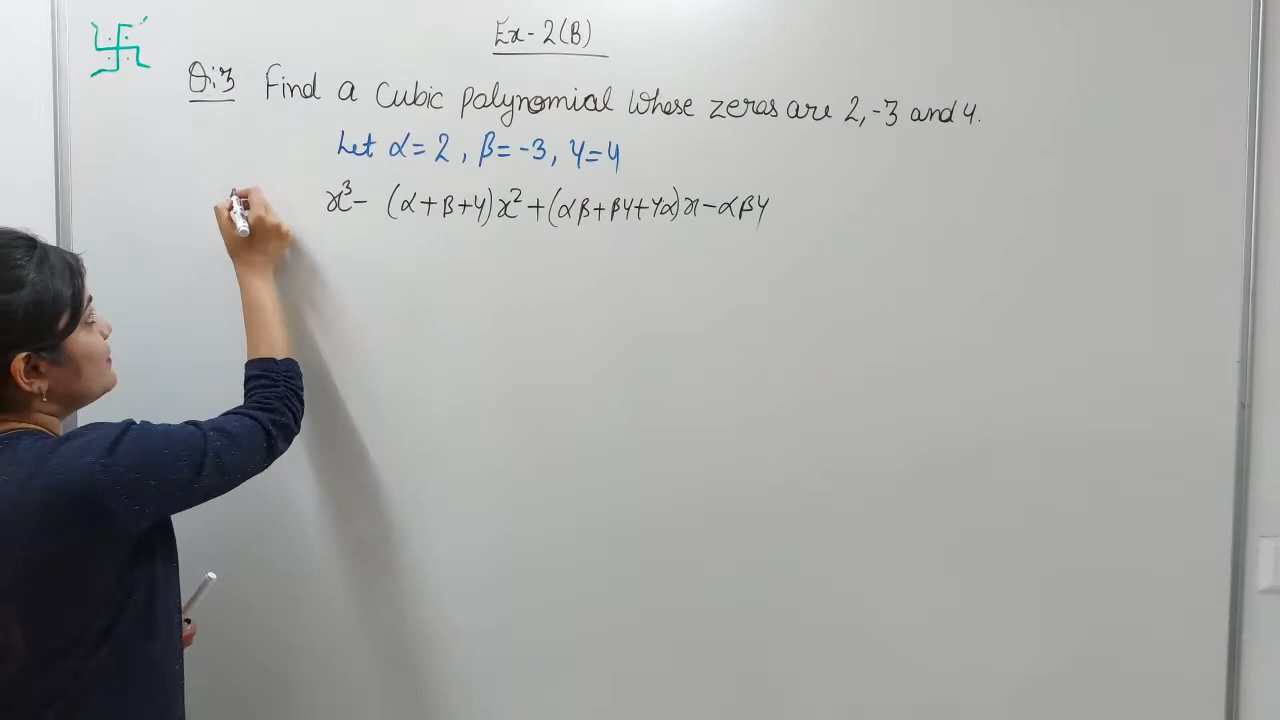 Ex-2(B)
Q:3 Find a cubic polynomial whose zeros are 2, -3 and 4.
Let α = 2, β = -3, γ = 4
x³ - (α+β+γ)x² + (αβ+βγ+γα)x - αβγ